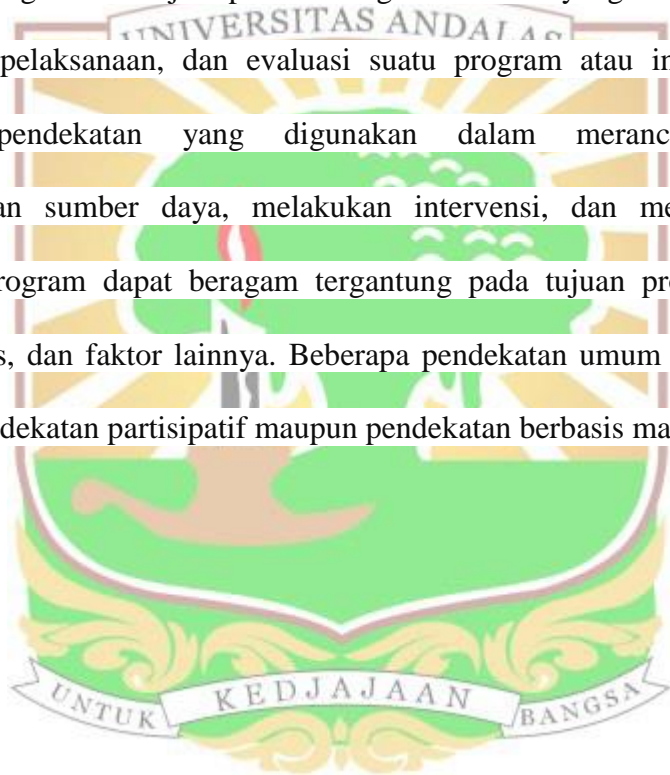 UNIVERSITAS ANDALAS
pelaksanaan, dan evaluasi suatu program atau in
pendekatan yang digunakan dalam meranc
an sumber daya, melakukan intervensi, dan me
rogram dapat beragam tergantung pada tujuan pro
s, dan faktor lainnya. Beberapa pendekatan umum
dekatan partisipatif maupun pendekatan berbasis ma
UNTUK KEDJAJAAN BANGSA